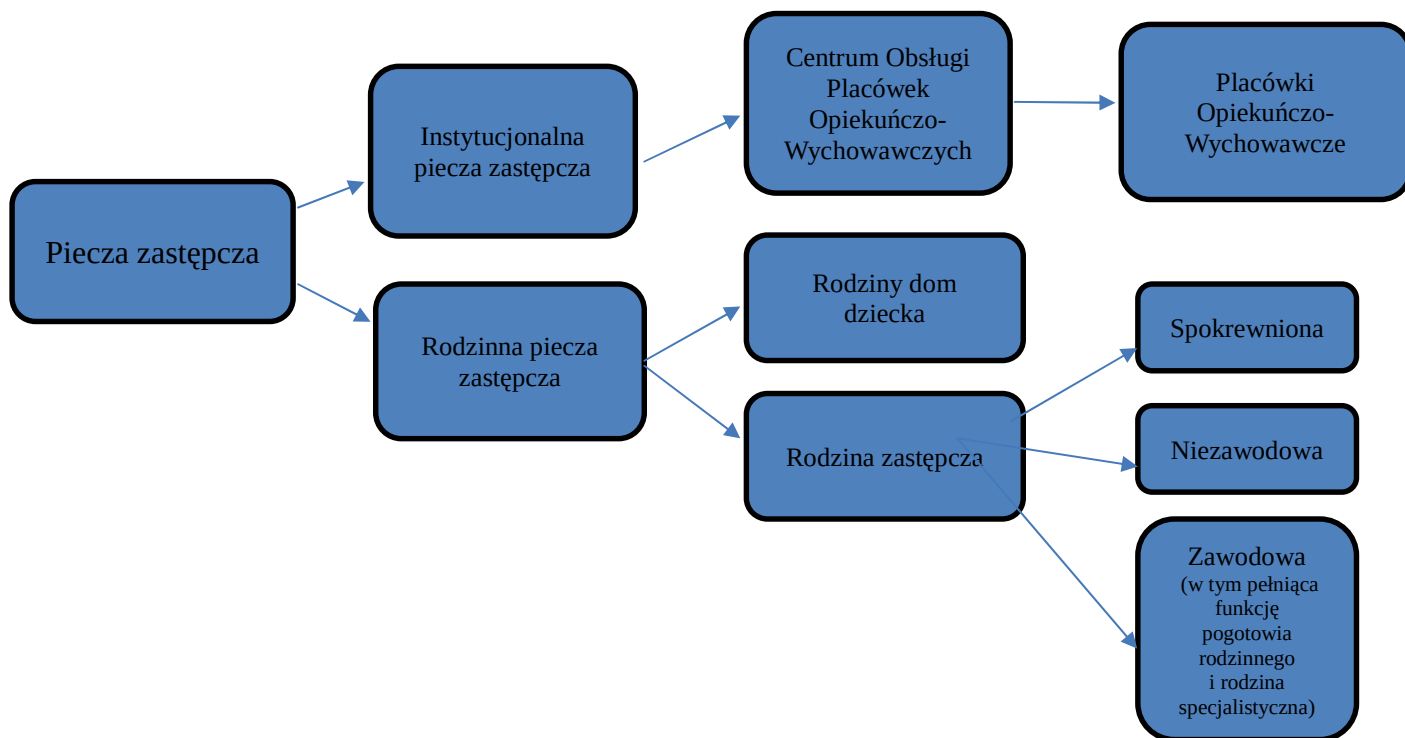 Piecza zastępcza
Instytucjonalna
piecza zastępcza
Centrum Obsługi
Placówek
Opiekuńczo-
Wychowawczych
Placówki
Opiekuńczo-
Wychowawcze
Rodzinna piecza
zastępcza
Rodziny dom
dziecka
Rodzina zastępcza
Spokrewniona
Niezawodowa
Zawodowa
(w tym pełniąca
funkcję
pogotowia
rodzinnego
i rodzina
specjalistyczna)